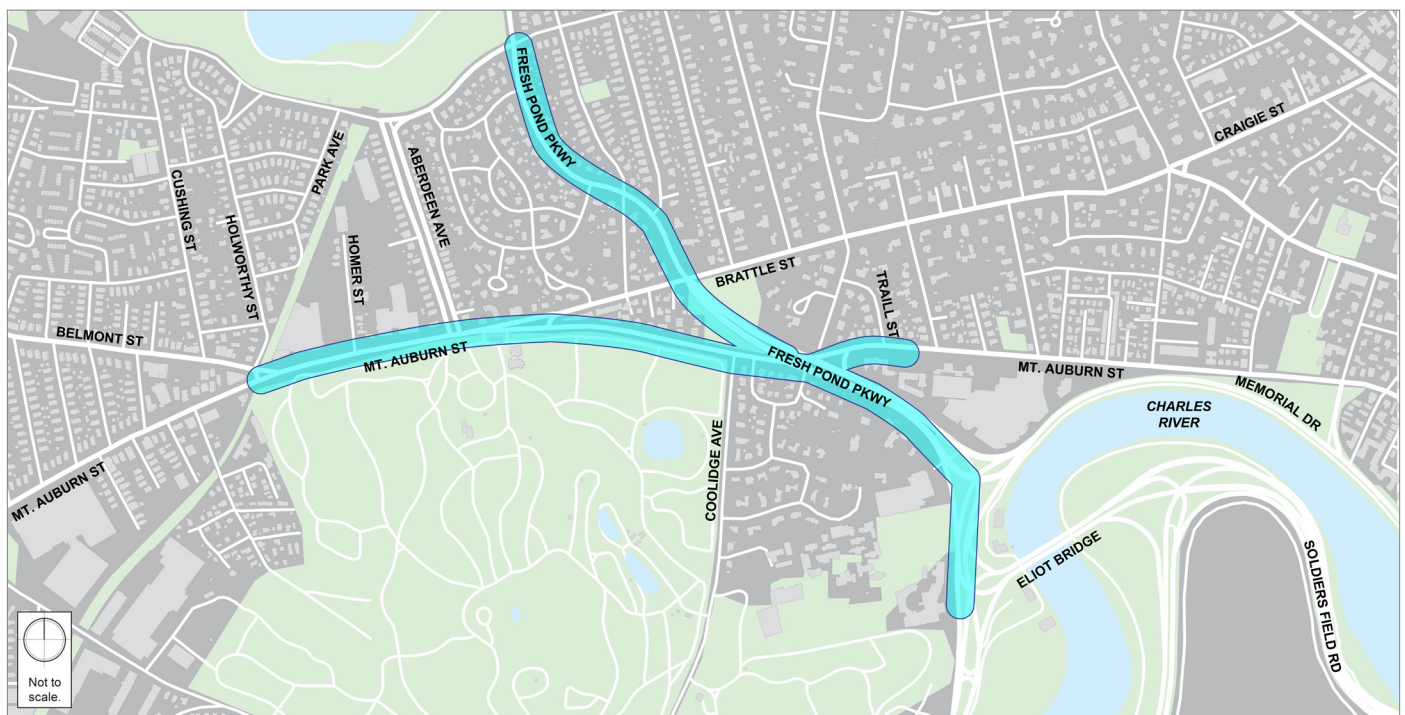 FRESH POND PKWY
CRAIGIE ST
PARK AVE
ABERDEEN AVE
CUSHING ST
HOLWORTHY ST
HOMER ST
BRATTLE ST
TRAILL ST
BELMONT ST
MT. AUBURN ST
FRESH POND PKWY
MT. AUBURN ST
MEMORIAL DR
CHARLES
RIVER
COOLIDGE AVE
MT. AUBURN ST
ELIOT BRIDGE
SOLDIERS FIELD RD
Not to
scale.